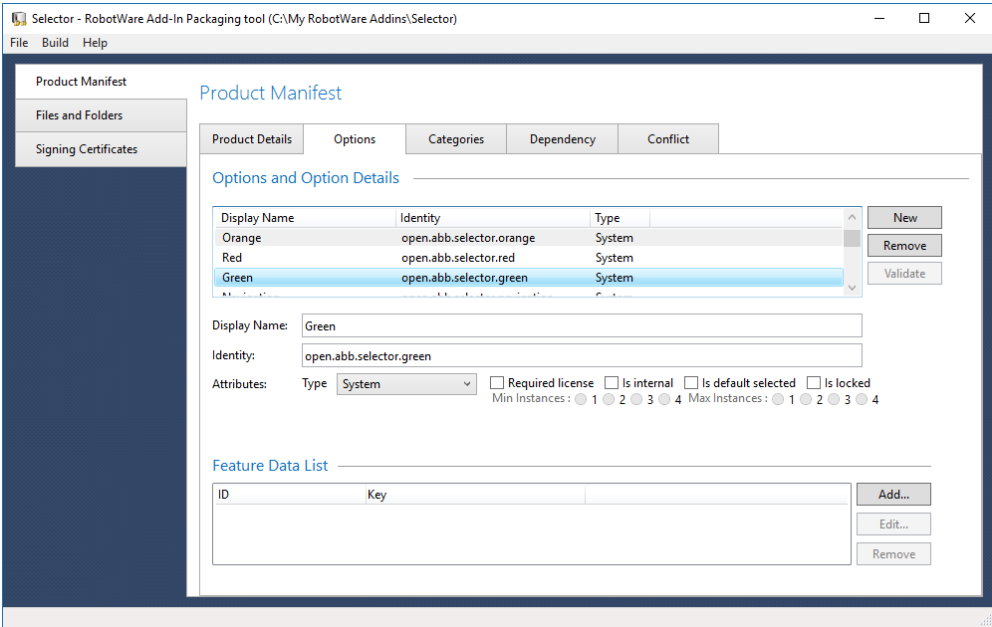 Selector - RobotWare Add-In Packaging tool (C:\My RobotWare Addins\Selector)
File Build Help
Product Manifest
Files and Folders
Signing Certificates
Product Manifest
Product Details Options Categories Dependency Conflict
Options and Option Details
Display Name Identity Type
Orange open.abb.selector.orange System
Red open.abb.selector.red System
Green open.abb.selector.green System
New
Remove
Validate
Display Name: Green
Identity: open.abb.selector.green
Attributes: Type System Required license Is internal Is default selected Is locked
Min Instances : 1 2 3 4 Max Instances : 1 2 3 4
Feature Data List
ID Key
Add...
Edit...
Remove